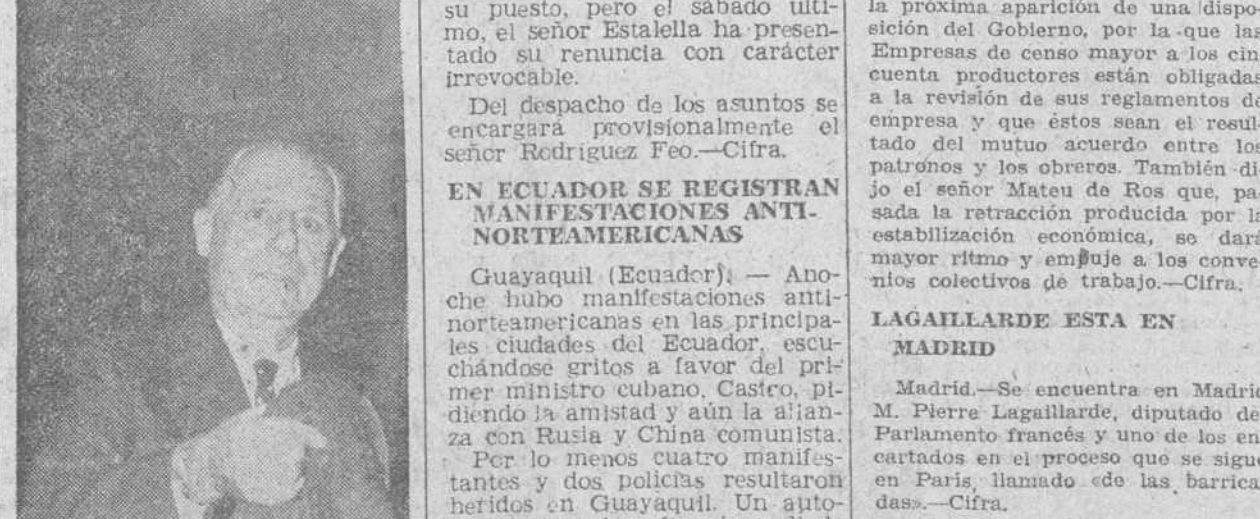 su puesto, pero el sábado últi-
mo, el señor Estalella ha presen-
tado su renuncia con carácter
irrevocable.
Del despacho de los asuntos se
encargará provisionalmente el
señor Rodríguez Feo.—Cifra.
EN ECUADOR SE REGISTRAN
MANIFESTACIONES ANTI-
NORTEAMERICANAS
Guayaquil (Ecuador). — Ano-
che hubo manifestaciones anti-
norteamericanas en las principa-
les ciudades del Ecuador, escu-
chándose gritos a favor del pri-
mer ministro cubano, Castro, pi-
diendo la amistad y aún la alian-
za con Rusia y China comunista.
Por lo menos cuatro manifes-
tantes y dos policías resultaron
heridos en Guayaquil. Un auto-
la próxima aparición de una dispo-
sición del Gobierno, por la que las
Empresas de censo mayor a los cin
cuenta productores están obligadas
a la revisión de sus reglamentos de
empresa y que éstos sean el resul-
tado del mutuo acuerdo entre los
patronos y los obreros. También di-
jo el señor Mateu de Ros que, pa
sada la retracción producida por la
estabilización económica, se dará
mayor ritmo y empuje a los conve-
nios colectivos de trabajo.—Cifra.
LAGAILLARDE ESTA EN
MADRID
Madrid.—Se encuentra en Madrid
M. Pierre Lagaillarde, diputado del
Parlamento francés y uno de los en
cartados en el proceso que se sigue
en París, llamado «de las barrica
das».—Cifra.